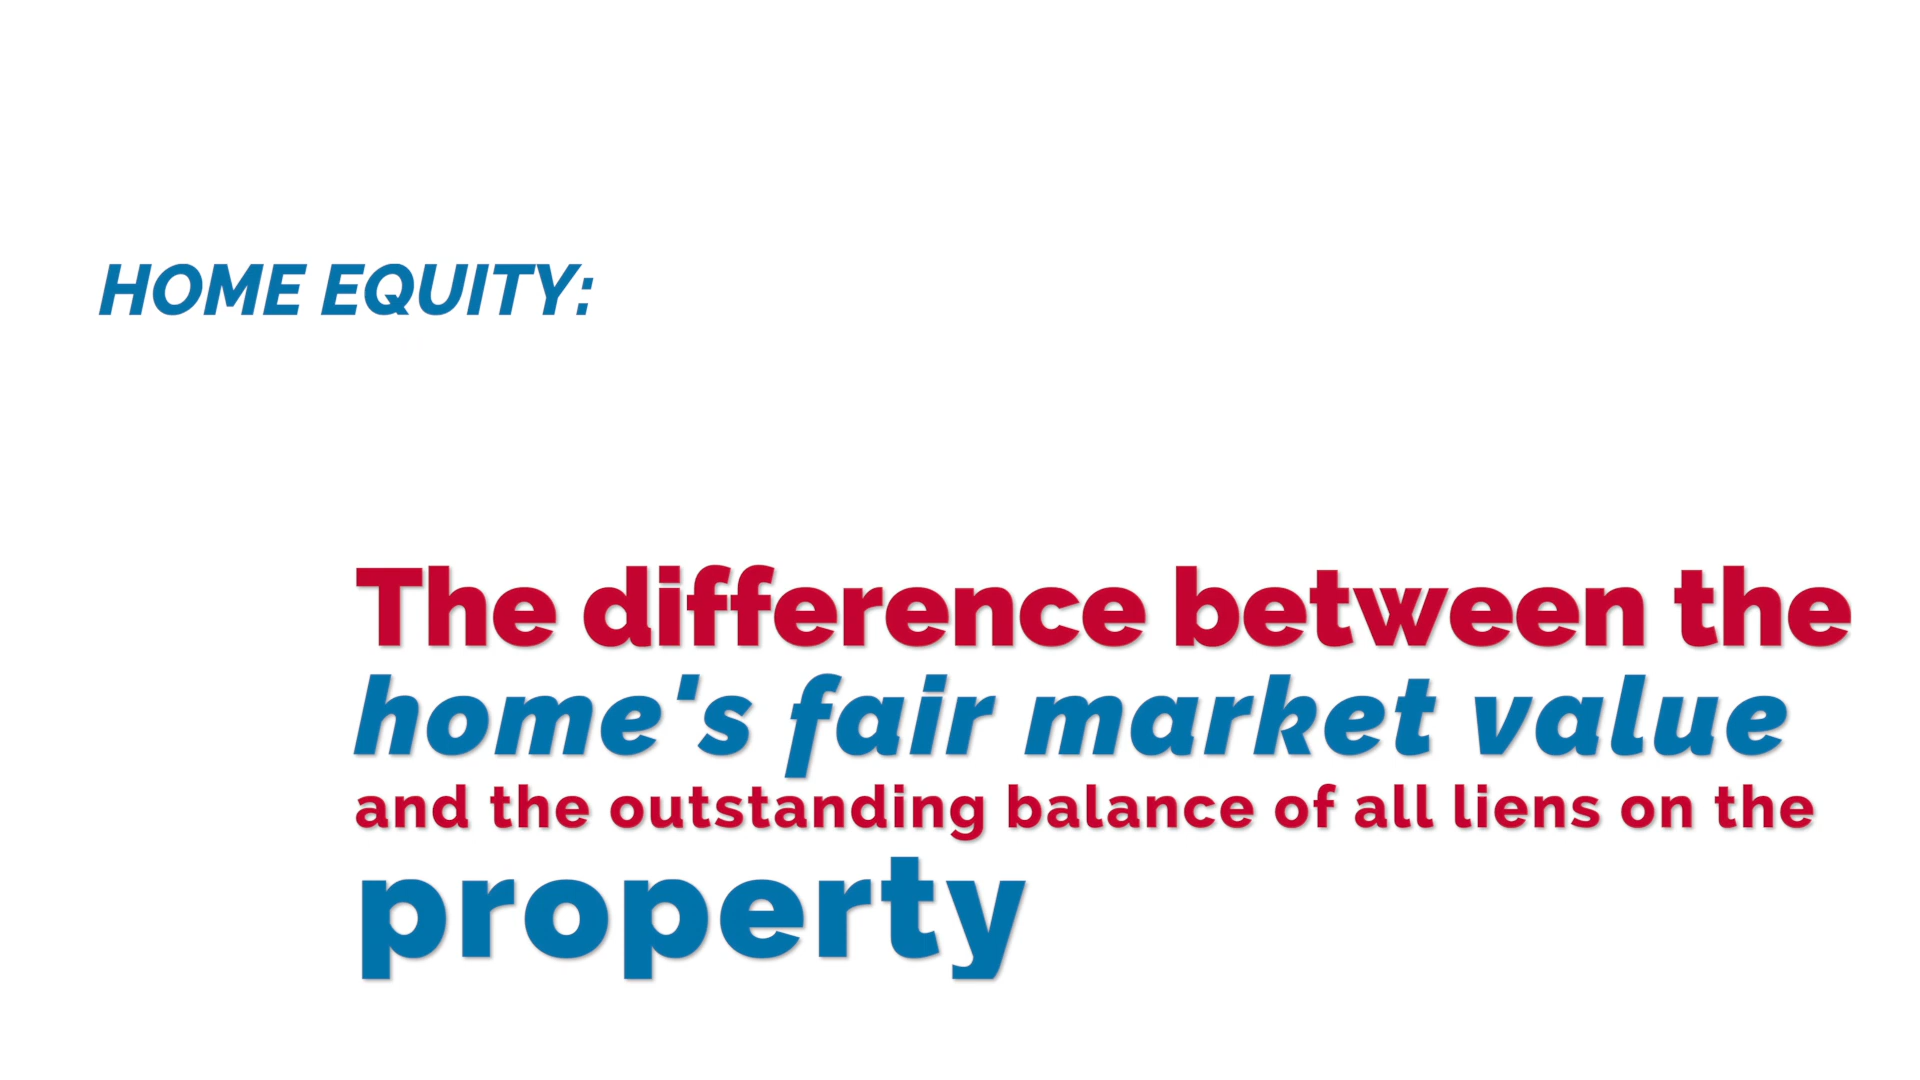 HOME EQUITY:
The difference between the
home's fair market value
and the outstanding balance of all liens on the
property